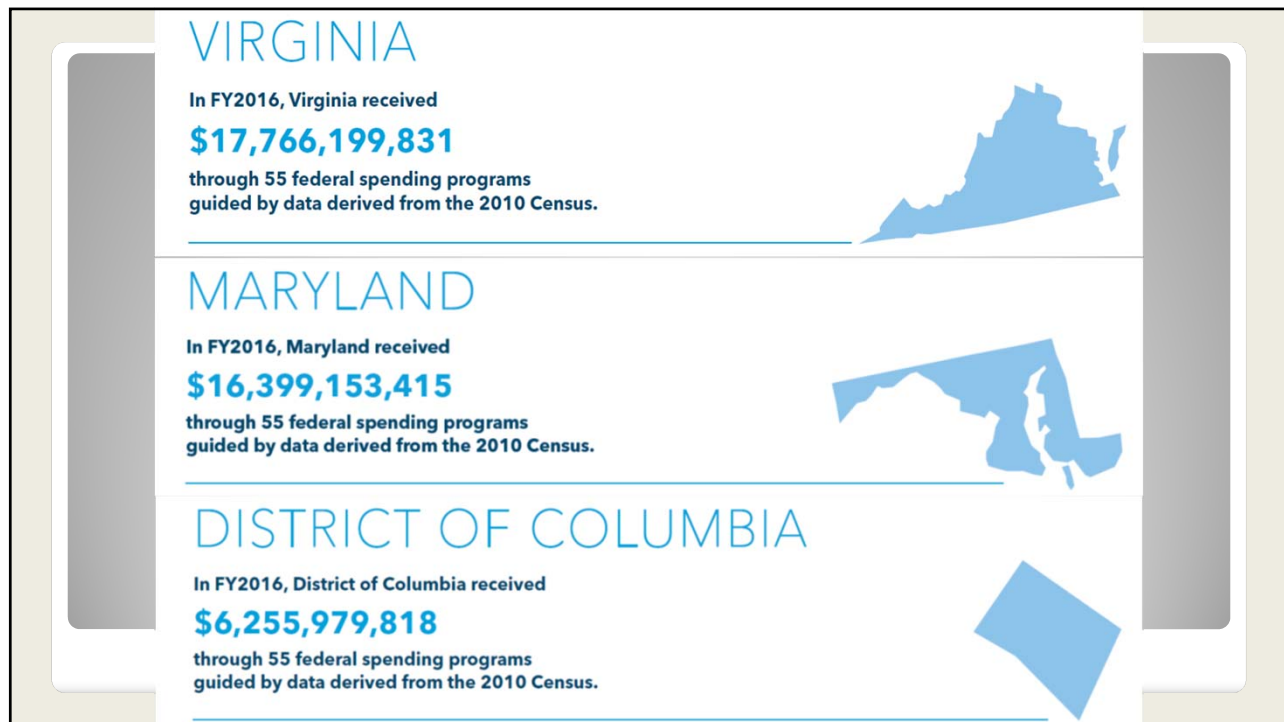 VIRGINIA
In FY2016, Virginia received
$17,766,199,831
through 55 federal spending programs
guided by data derived from the 2010 Census.
MARYLAND
In FY2016, Maryland received
$16,399,153,415
through 55 federal spending programs
guided by data derived from the 2010 Census.
DISTRICT OF COLUMBIA
In FY2016, District of Columbia received
$6,255,979,818
through 55 federal spending programs
guided by data derived from the 2010 Census.